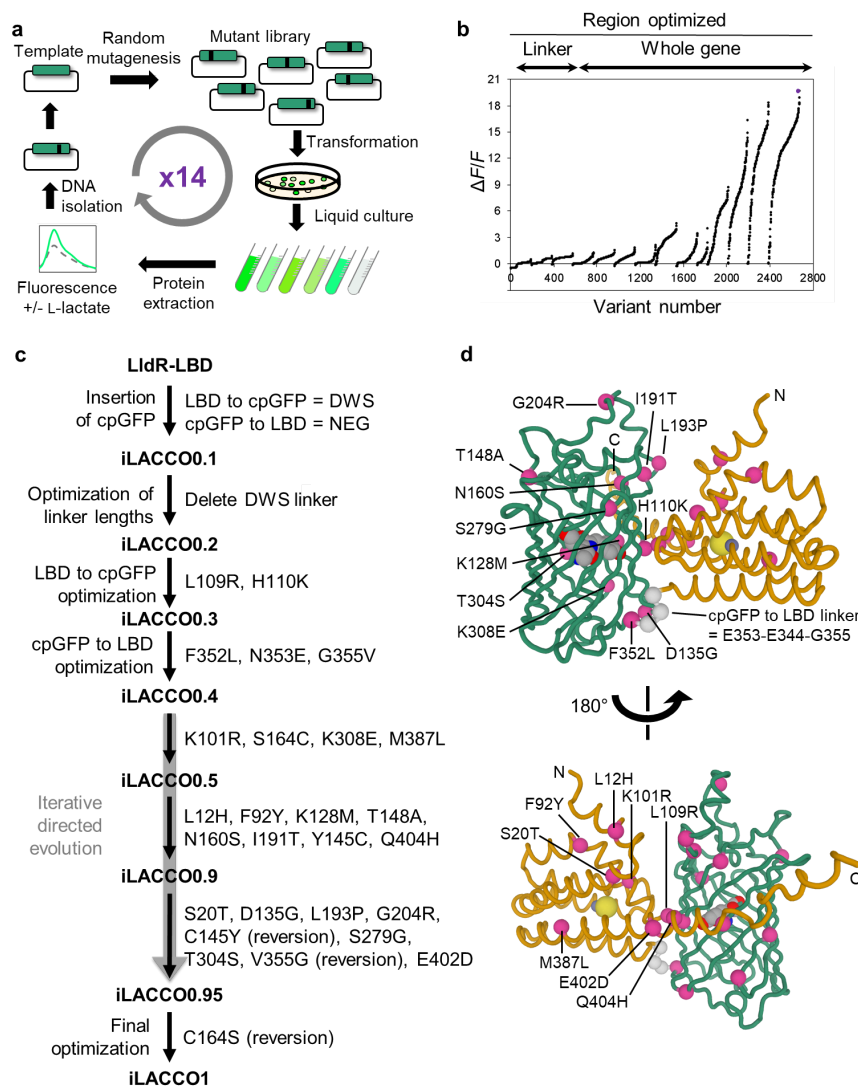 a
Template
Random
mutagenesis
Mutant library
Transformation
x14
DNA
isolation
Liquid culture
Fluorescence
+/- L-lactate
Protein
extraction
b
Region optimized
Linker
Whole gene
ΔF/F
21
18
15
12
9
6
3
0
0
400
800
1200
1600
2000
2400
2800
Variant number
c
LldR-LBD
Insertion
of cpGFP
LBD to cpGFP = DWS
cpGFP to LBD = NEG
iLACCO0.1
Optimization of
linker lengths
Delete DWS linker
iLACCO0.2
LBD to cpGFP
optimization
L109R, H110K
iLACCO0.3
cpGFP to LBD
optimization
F352L, N353E, G355V
iLACCO0.4
K101R, S164C, K308E, M387L
iLACCO0.5
Iterative
directed
evolution
L12H, F92Y, K128M, T148A,
N160S, I191T, Y145C, Q404H
iLACCO0.9
S20T, D135G, L193P, G204R,
C145Y (reversion), S279G,
T304S, V355G (reversion), E402D
iLACCO0.95
Final
optimization
C164S (reversion)
iLACCO1
d
G204R
I191T
L193P
N
T148A
C
N160S
S279G
H110K
K128M
T304S
K308E
F352L
D135G
cpGFP to LBD linker
= E353-E344-G355
180°
N
L12H
F92Y
K101R
L109R
S20T
C
M387L
E402D
Q404H